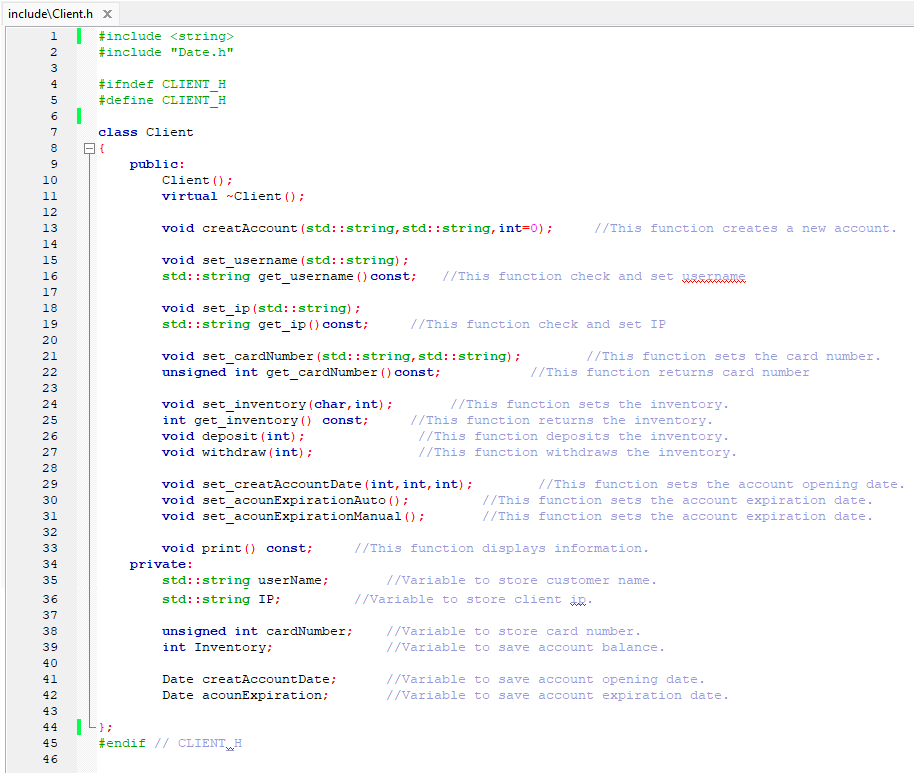 include\Client.h X
1 #include <string>
2 #include "Date.h"
3
4 #ifndef CLIENT_H
5 #define CLIENT_H
6
7 class Client
8 {
9 public:
10 Client();
11 virtual ~Client();
12
13 void creatAccount(std::string,std::string,int=0); //This function creates a new account.
14
15 void set_username(std::string);
16 std::string get_username()const; //This function check and set username
17
18 void set_ip(std::string);
19 std::string get_ip()const; //This function check and set IP
20
21 void set_cardNumber(std::string,std::string); //This function sets the card number.
22 unsigned int get_cardNumber()const; //This function returns card number
23
24 void set_inventory(char,int); //This function sets the inventory.
25 int get_inventory() const; //This function returns the inventory.
26 void deposit(int); //This function deposits the inventory.
27 void withdraw(int); //This function withdraws the inventory.
28
29 void set_creatAccountDate(int,int,int); //This function sets the account opening date.
30 void set_acounExpirationAuto(); //This function sets the account expiration date.
31 void set_acounExpirationManual(); //This function sets the account expiration date.
32
33 void print() const; //This function displays information.
34 private:
35 std::string userName; //Variable to store customer name.
36 std::string IP; //Variable to store client ip.
37
38 unsigned int cardNumber; //Variable to store card number.
39 int Inventory; //Variable to save account balance.
40
41 Date creatAccountDate; //Variable to save account opening date.
42 Date acounExpiration; //Variable to save account expiration date.
43
44 };
45 #endif // CLIENT_H
46